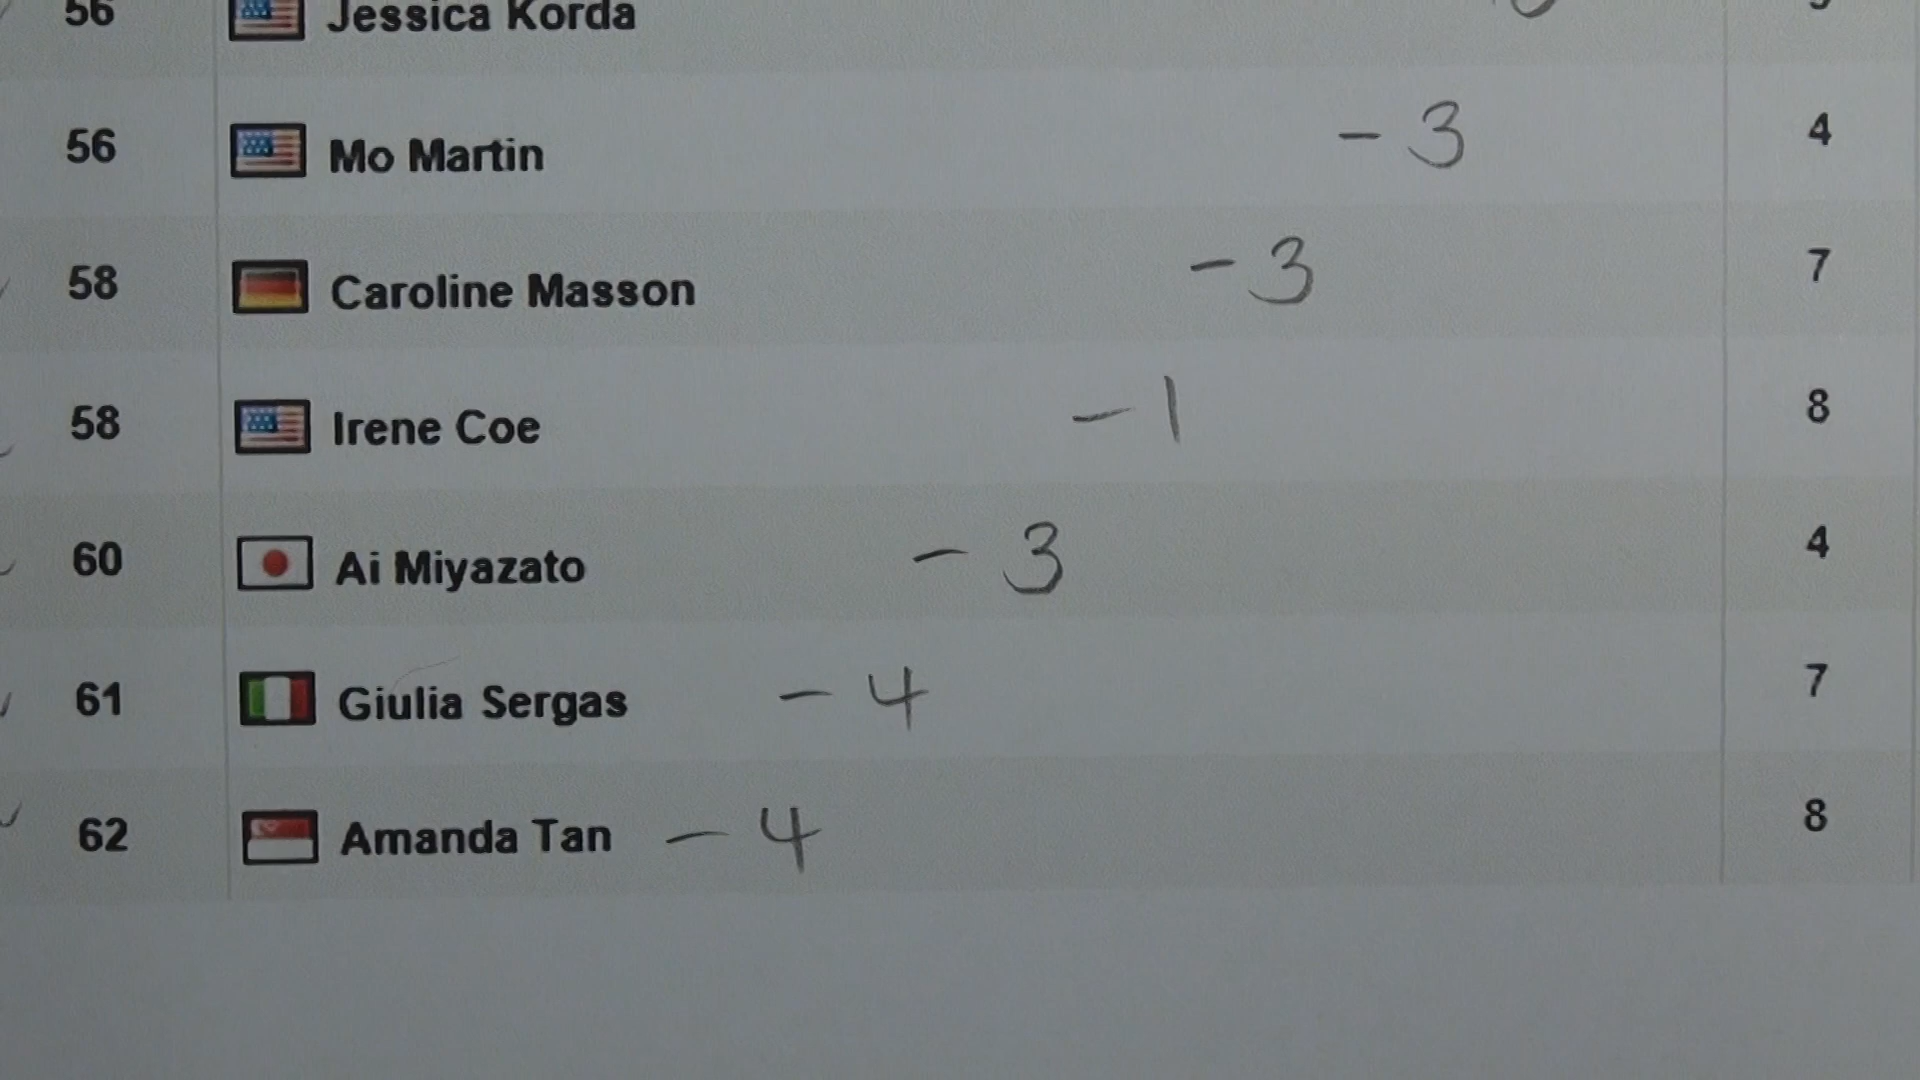 56 Jessica Korda
56 Mo Martin - 3 4
58 Caroline Masson - 3 7
58 Irene Coe - 1 8
60 Ai Miyazato - 3 4
61 Giulia Sergas - 4 7
62 Amanda Tan - 4 8